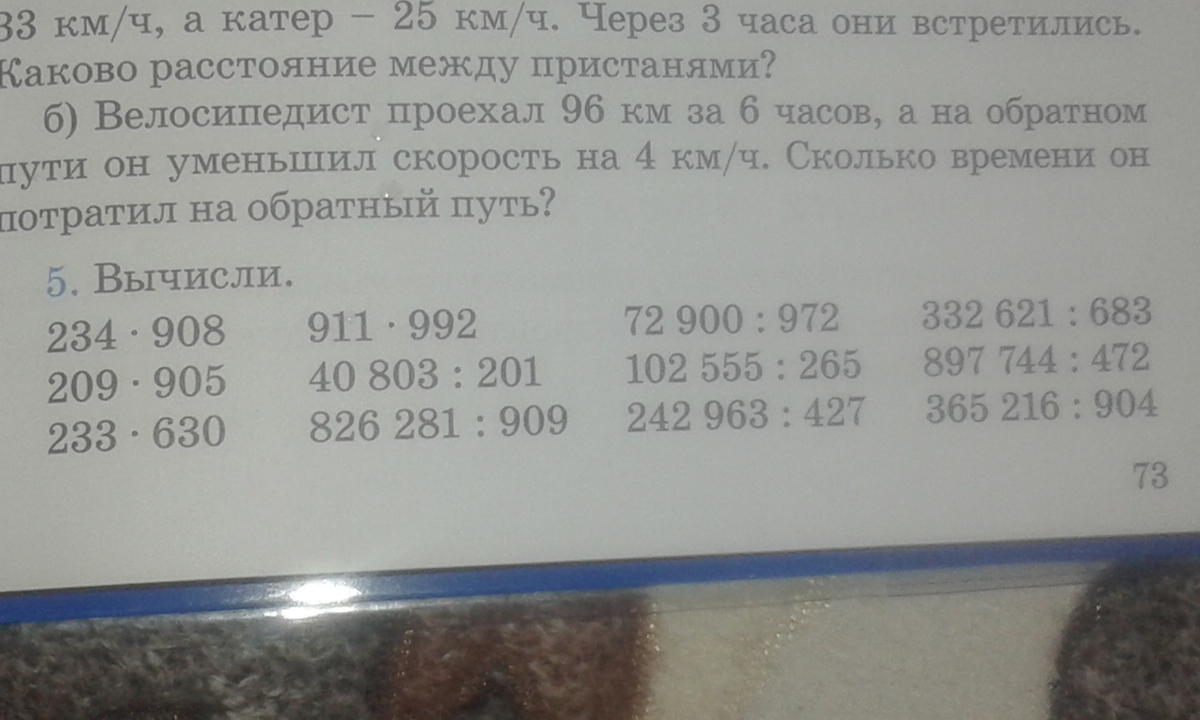 33 км/ч, а катер – 25 км/ч. Через 3 часа они встретились.
Каково расстояние между пристанями?
б) Велосипедист проехал 96 км за 6 часов, а на обратном
пути он уменьшил скорость на 4 км/ч. Сколько времени он
потратил на обратный путь?
5. Вычисли.
234 · 908 911 · 992 72 900 : 972 332 621 : 683
209 · 905 40 803 : 201 102 555 : 265 897 744 : 472
233 · 630 826 281 : 909 242 963 : 427 365 216 : 904
73